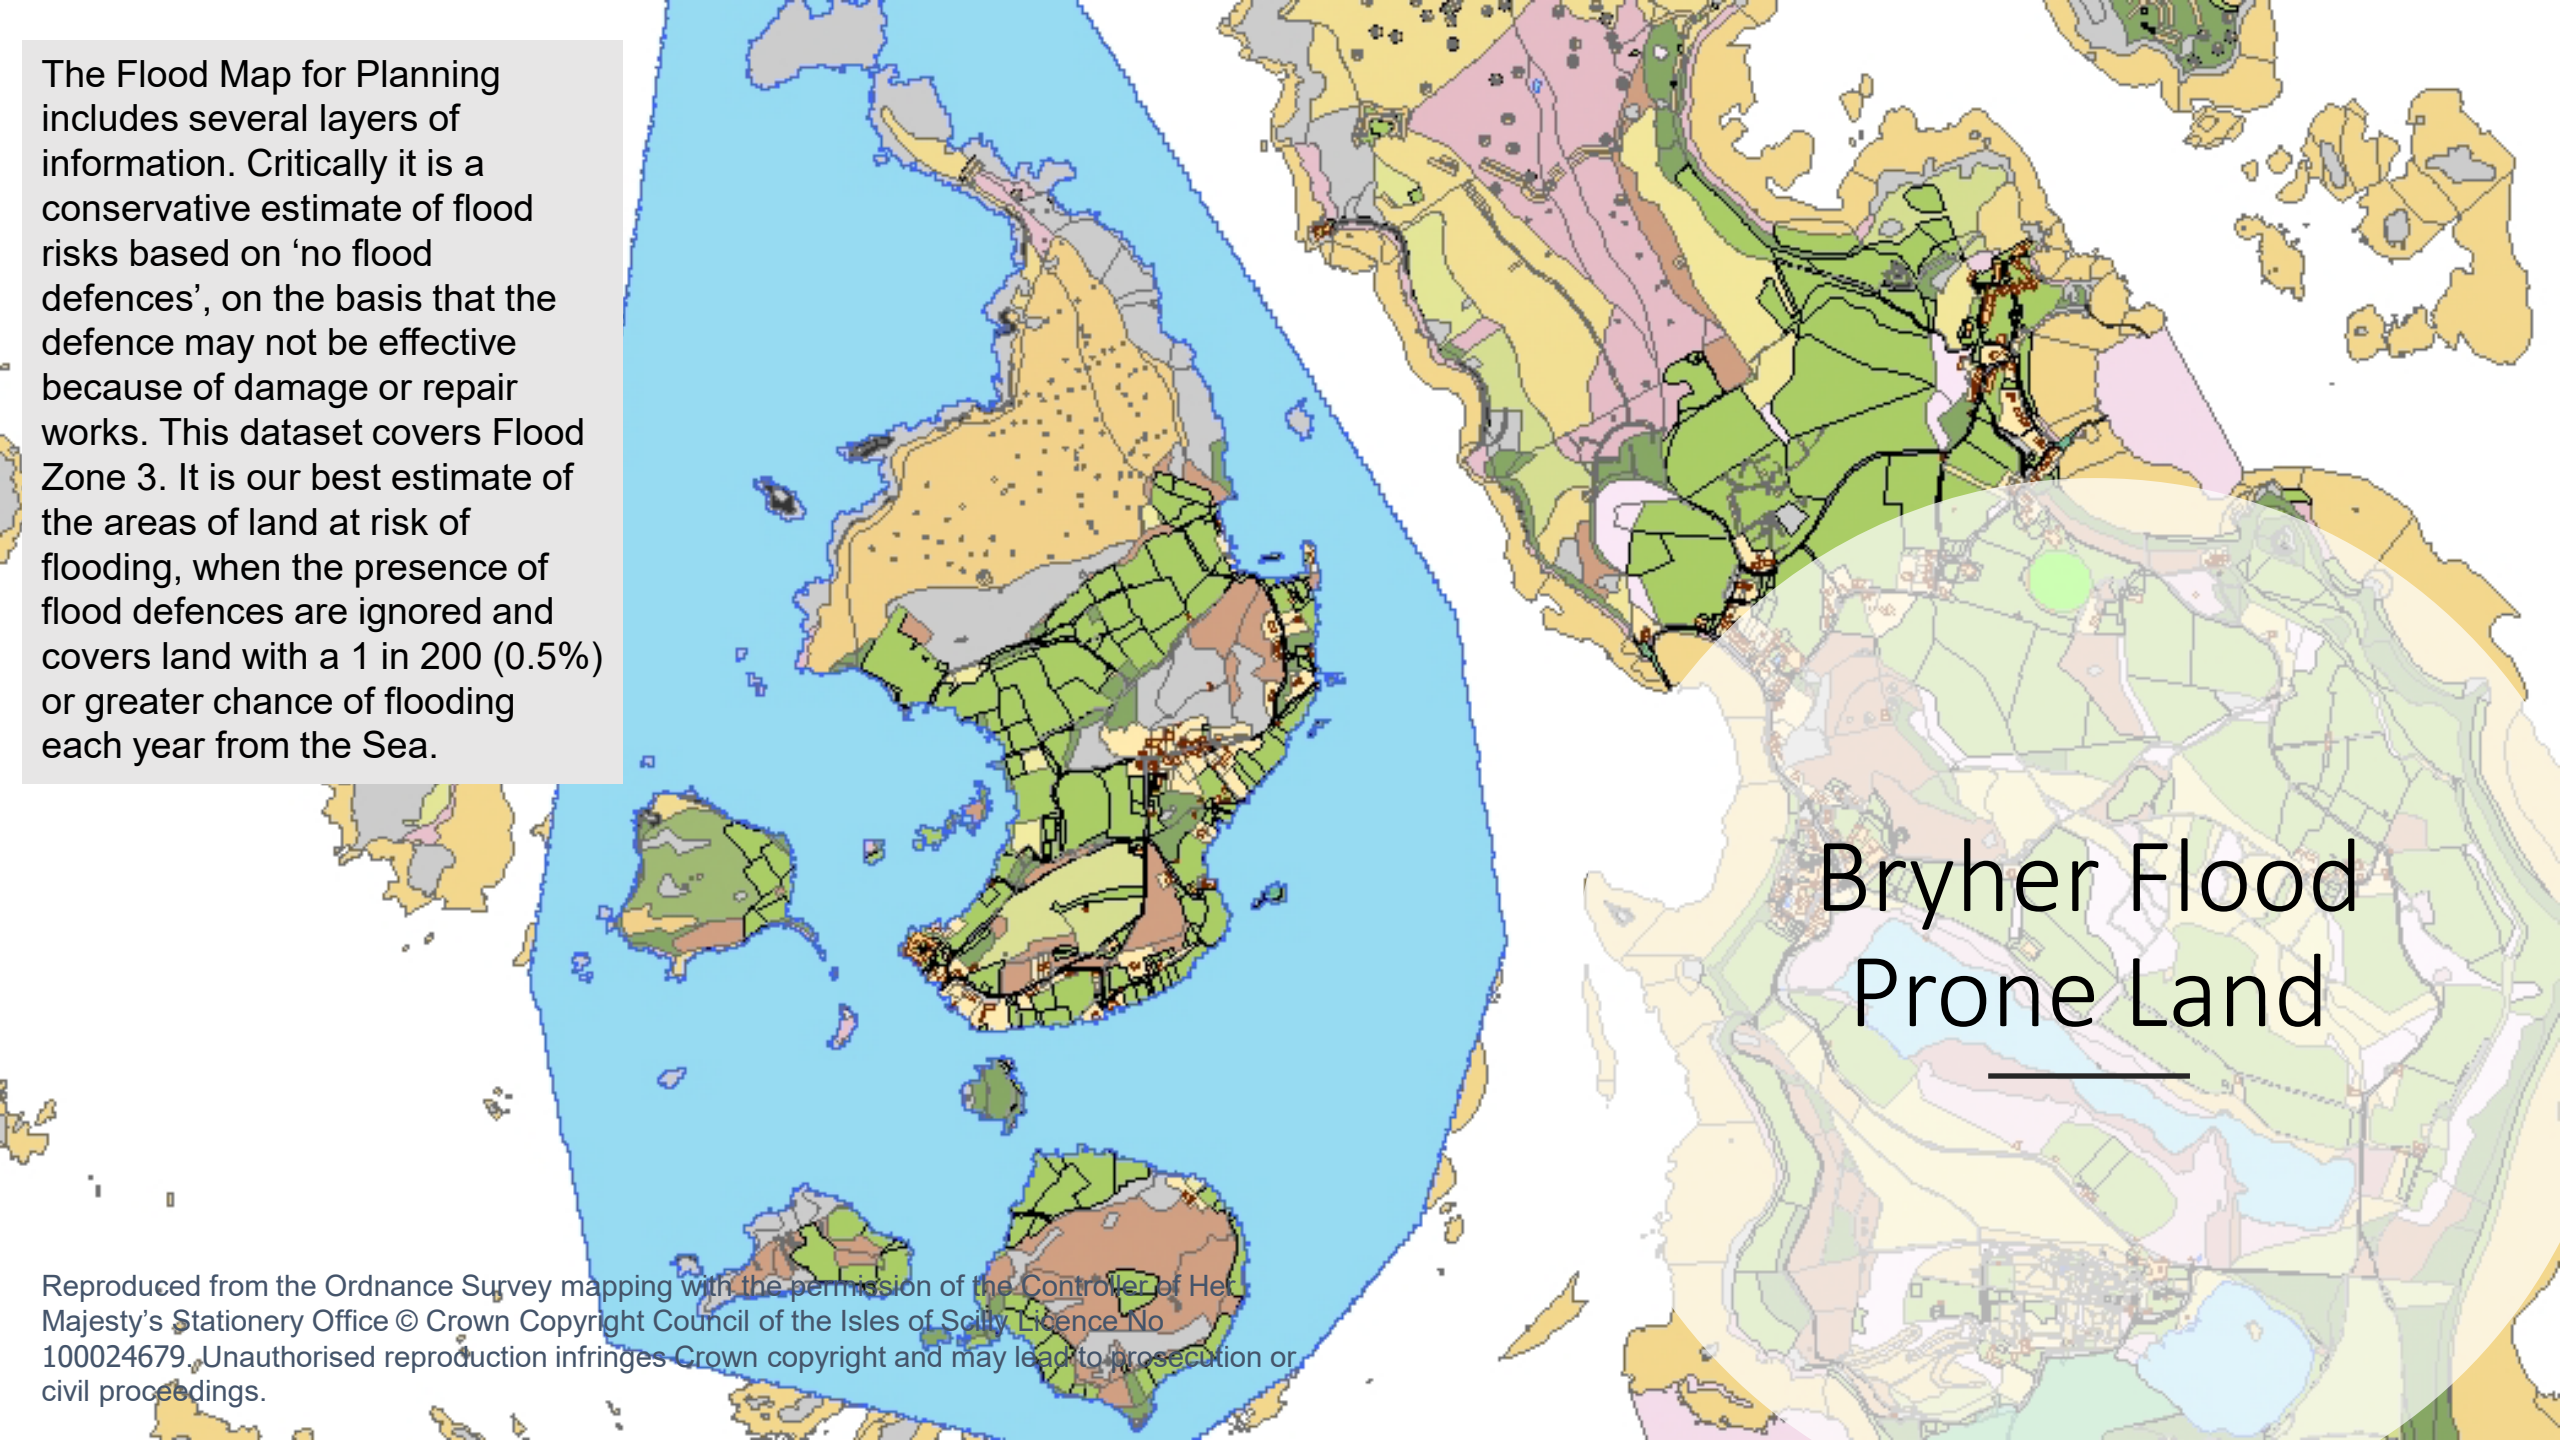 The Flood Map for Planning
includes several layers of
information. Critically it is a
conservative estimate of flood
risks based on ‘no flood
defences’, on the basis that the
defence may not be effective
because of damage or repair
works. This dataset covers Flood
Zone 3. It is our best estimate of
the areas of land at risk of
flooding, when the presence of
flood defences are ignored and
covers land with a 1 in 200 (0.5%)
or greater chance of flooding
each year from the Sea.
Bryher Flood
Prone Land
Reproduced from the Ordnance Survey mapping with the permission of the Controller of Her
Majesty’s Stationery Office © Crown Copyright Council of the Isles of Scilly Licence No
100024679. Unauthorised reproduction infringes Crown copyright and may lead to prosecution or
civil proceedings.